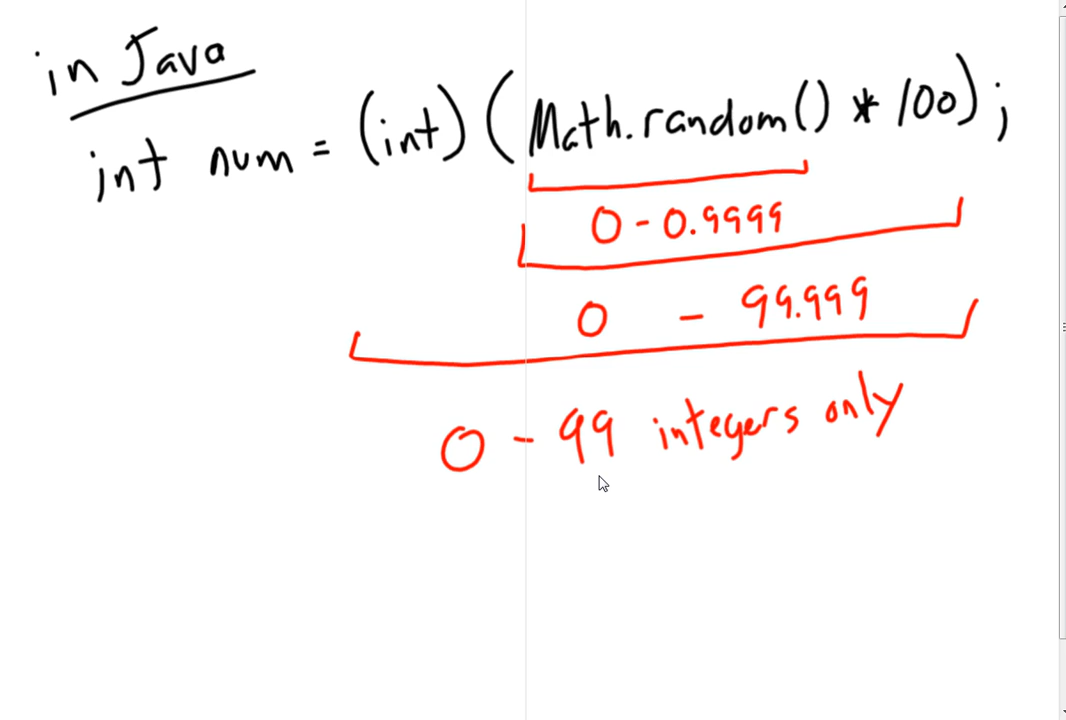 in Java
int num = (int) (Math.random() * 100);
0 - 0.9999
0 - 99.999
0 - 99 integers only